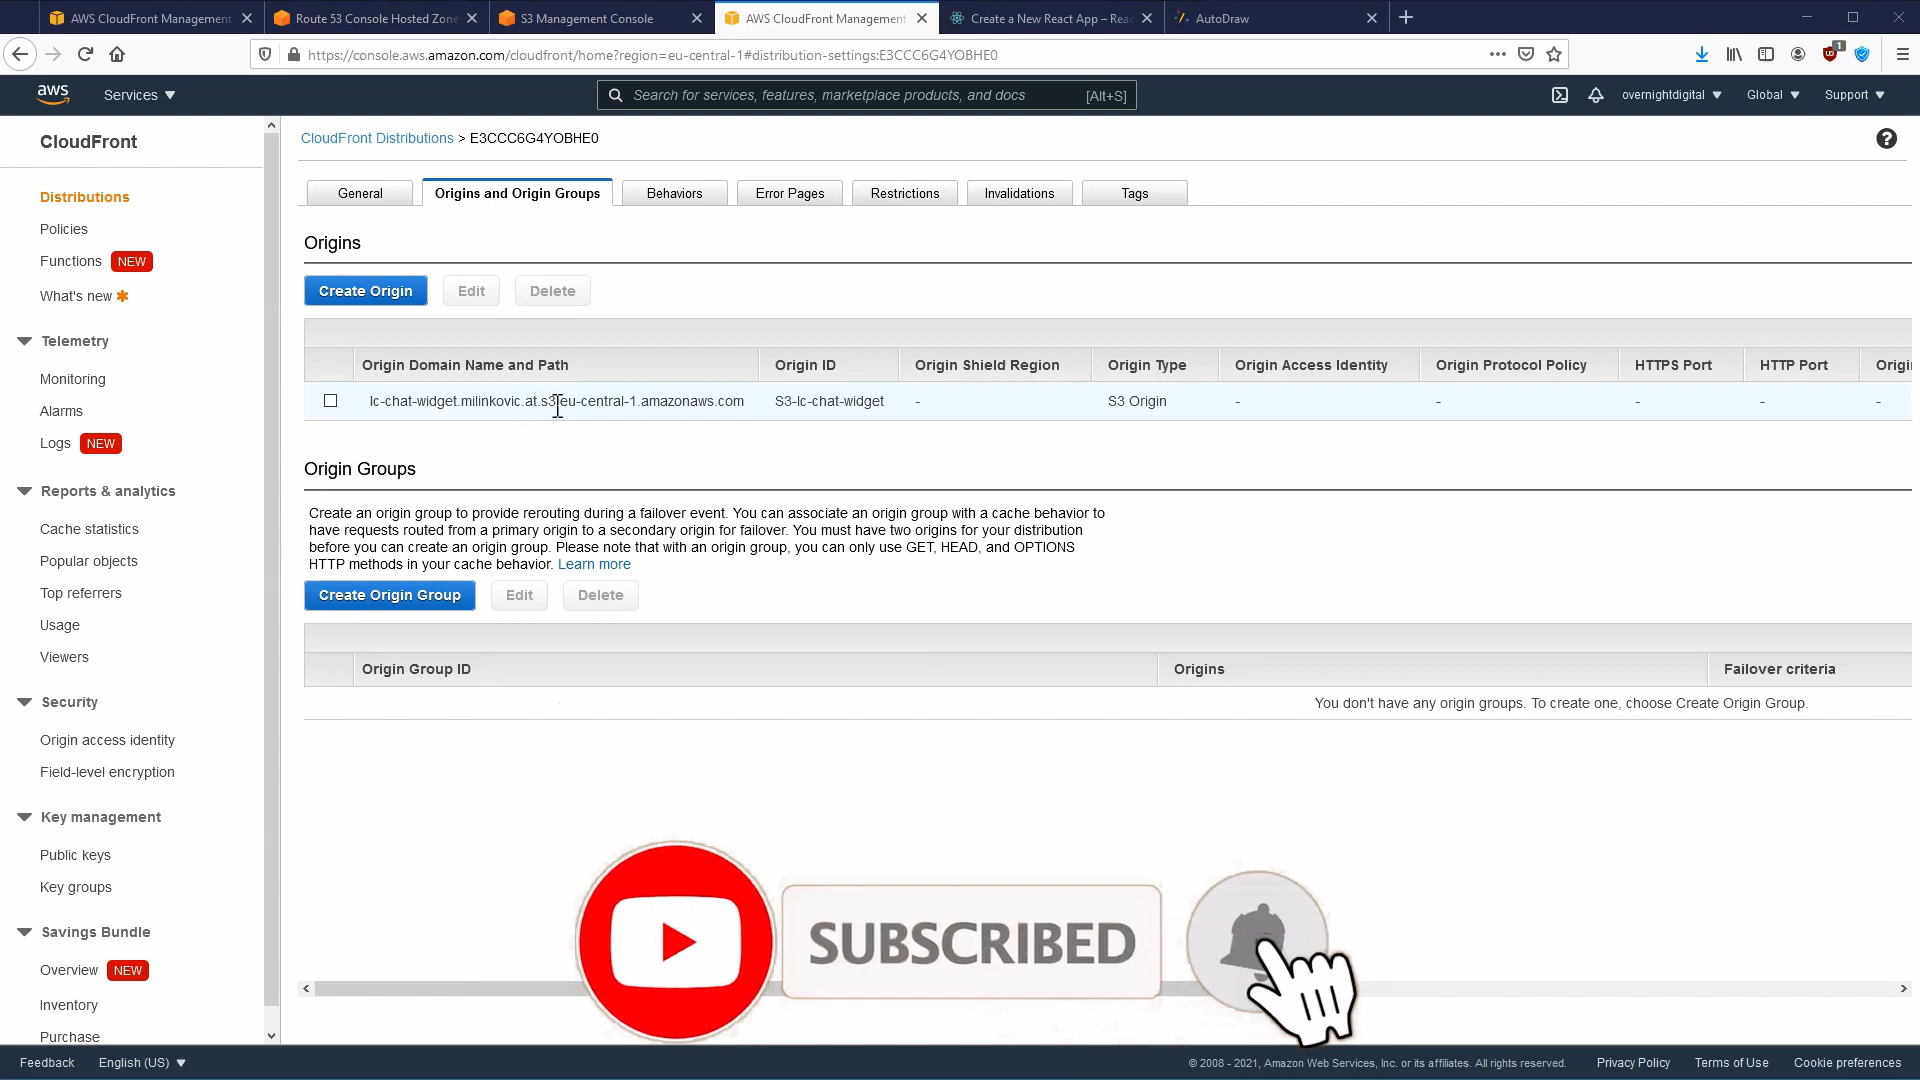 AWS CloudFront Management
Route 53 Console Hosted Zone
S3 Management Console
AWS CloudFront Management
Create a New React App – Reac
AutoDraw
https://console.aws.amazon.com/cloudfront/home?region=eu-central-1#distribution-settings:E3CCC6G4YOBHE0
1
aws
Services
Search for services, features, marketplace products, and docs
[Alt+S]
overnightdigital
Global
Support
CloudFront
Distributions
Policies
Functions NEW
What's new
Telemetry
Monitoring
Alarms
Logs NEW
Reports & analytics
Cache statistics
Popular objects
Top referrers
Usage
Viewers
Security
Origin access identity
Field-level encryption
Key management
Public keys
Key groups
Savings Bundle
Overview NEW
Inventory
Purchase
CloudFront Distributions > E3CCC6G4YOBHE0
General
Origins and Origin Groups
Behaviors
Error Pages
Restrictions
Invalidations
Tags
Origins
Create Origin
Edit
Delete
Origin Domain Name and Path
Origin ID
Origin Shield Region
Origin Type
Origin Access Identity
Origin Protocol Policy
HTTPS Port
HTTP Port
Origi
lc-chat-widget.milinkovic.at.s3.eu-central-1.amazonaws.com
S3-lc-chat-widget
-
S3 Origin
-
-
-
-
-
Origin Groups
Create an origin group to provide rerouting during a failover event. You can associate an origin group with a cache behavior to
have requests routed from a primary origin to a secondary origin for failover. You must have two origins for your distribution
before you can create an origin group. Please note that with an origin group, you can only use GET, HEAD, and OPTIONS
HTTP methods in your cache behavior. Learn more
Create Origin Group
Edit
Delete
Origin Group ID
Origins
Failover criteria
You don't have any origin groups. To create one, choose Create Origin Group.
SUBSCRIBED
Feedback
English (US)
© 2008 - 2021, Amazon Web Services, Inc. or its affiliates. All rights reserved.
Privacy Policy
Terms of Use
Cookie preferences